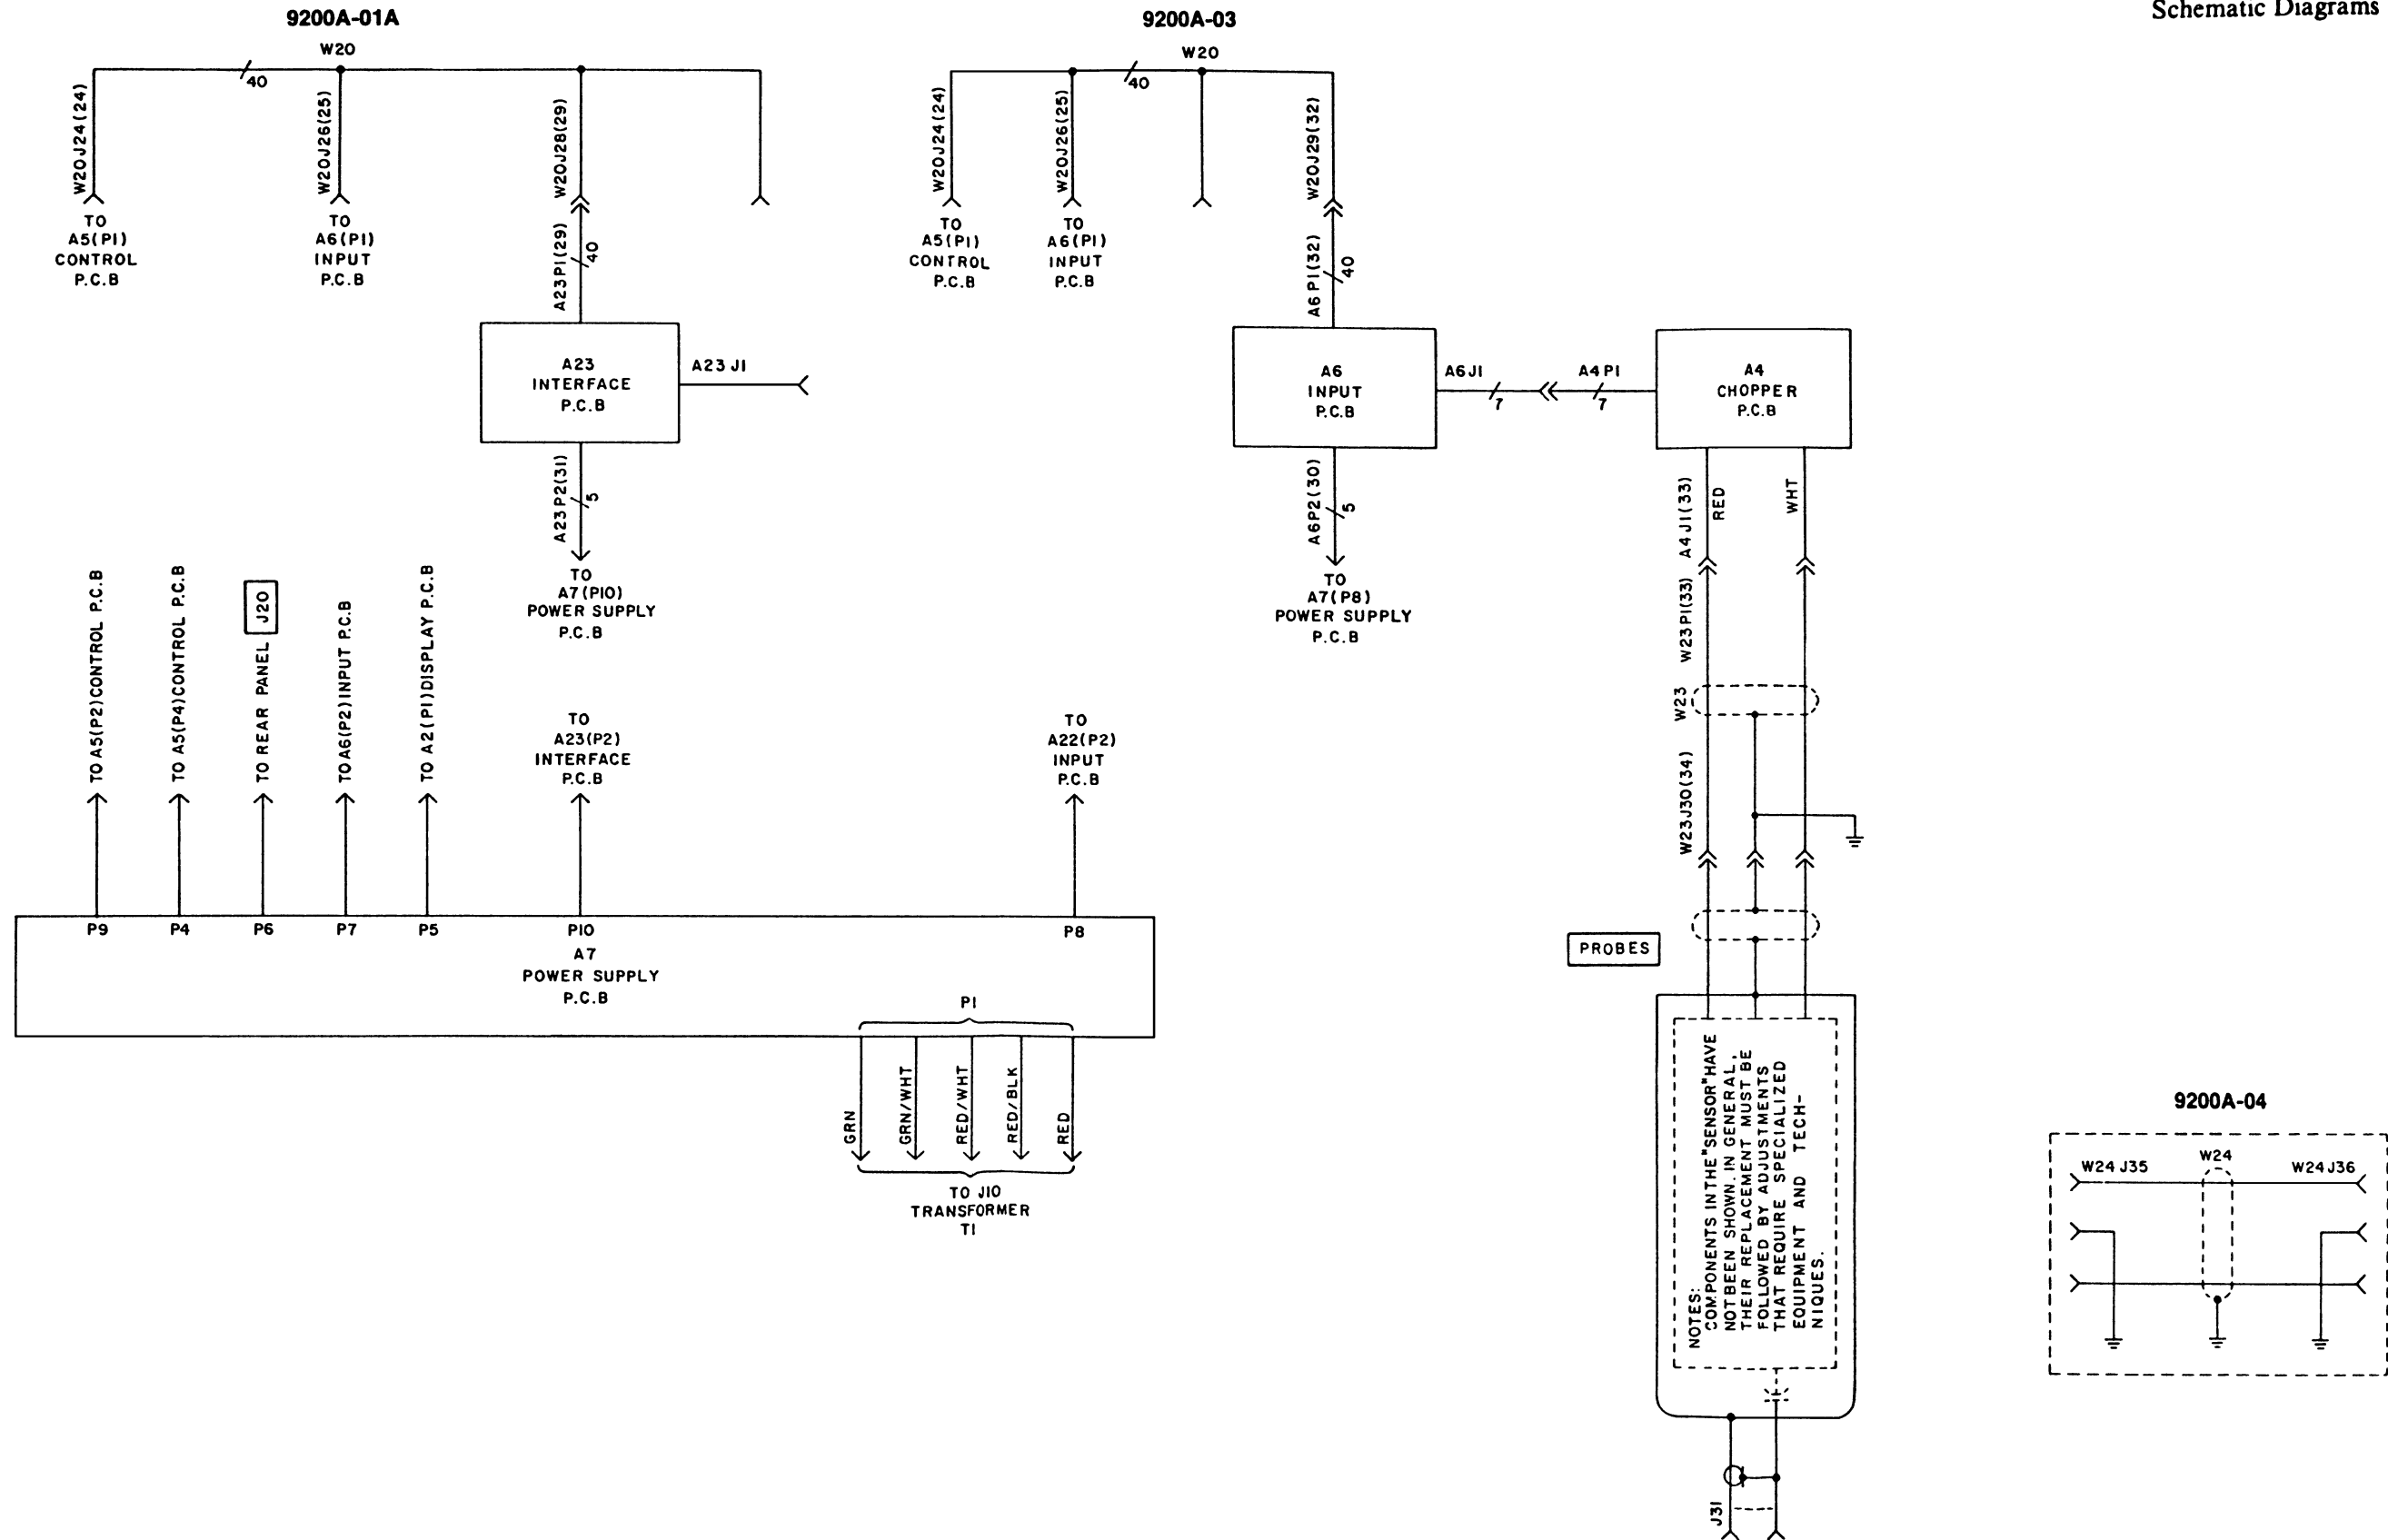 Schematic Diagrams
9200A-01A
W20
40
W20J24(24)
W20J26(25)
W20J28(29)
TO
A5(P1)
CONTROL
P.C.B
TO
A6(P1)
INPUT
P.C.B
A23P1(29)
40
A23
INTERFACE
P.C.B
A23 J1
A23P2(31)
5
TO
A7(P10)
POWER SUPPLY
P.C.B
9200A-03
W20
40
W20J24(24)
W20J26(25)
W20J29(32)
TO
A5(P1)
CONTROL
P.C.B
TO
A6(P1)
INPUT
P.C.B
A6 P1(32)
40
A6
INPUT
P.C.B
A6J1
7
A4 P1
7
A4
CHOPPER
P.C.B
A6P2(30)
5
TO
A7(P8)
POWER SUPPLY
P.C.B
A4 J1(33)
RED
WHT
W23P1(33)
W23
W23J30(34)
PROBES
NOTES:
COMPONENTS IN THE "SENSOR" HAVE
NOT BEEN SHOWN. IN GENERAL,
THEIR REPLACEMENT MUST BE
FOLLOWED BY ADJUSTMENTS
THAT REQUIRE SPECIALIZED
EQUIPMENT AND TECH-
NIQUES.
J31
TO A5(P2)CONTROL P.C.B
TO A5(P4)CONTROL P.C.B
TO REAR PANEL J20
TO A6(P2)INPUT P.C.B
TO A2(P1)DISPLAY P.C.B
TO
A23(P2)
INTERFACE
P.C.B
TO
A22(P2)
INPUT
P.C.B
P9 P4 P6 P7 P5 P10 P8
A7
POWER SUPPLY
P.C.B
P1
GRN
GRN/WHT
RED/WHT
RED/BLK
RED
TO J10
TRANSFORMER
T1
9200A-04
W24 J35 W24 W24J36